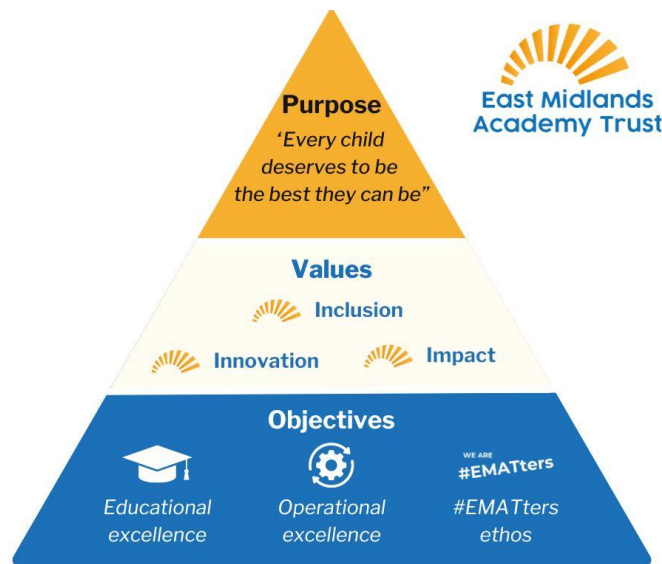 Purpose
‘Every child
deserves to be
the best they can be”
East Midlands
Academy Trust
Values
Inclusion
Innovation
Impact
Objectives
WE ARE
#EMATters
Educational
excellence
Operational
excellence
#EMATters
ethos